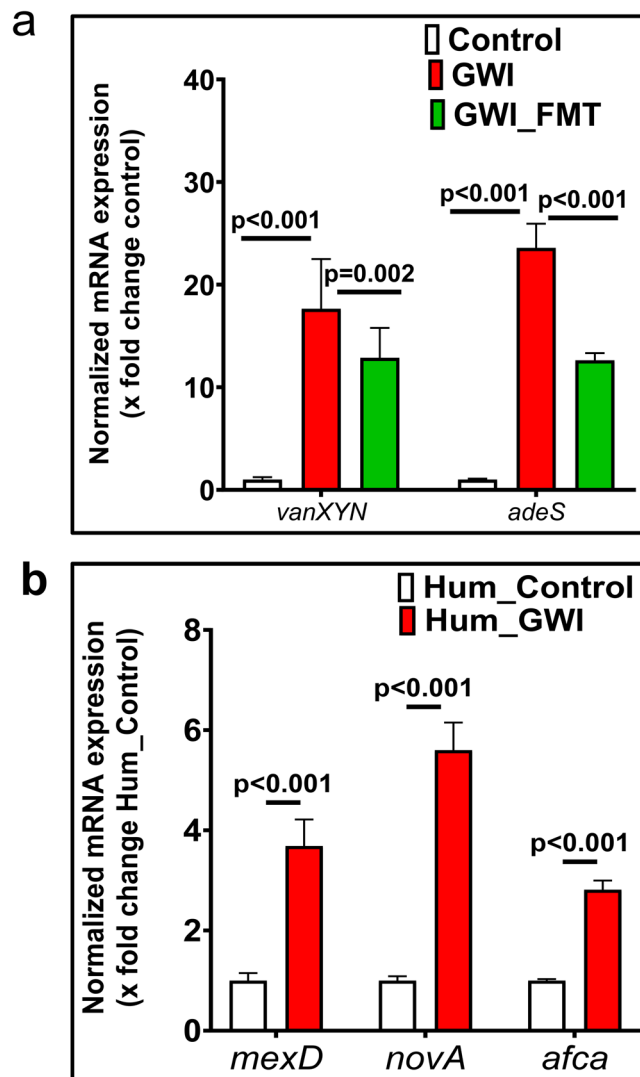 a
Control
GWI
GWI_FMT
Normalized mRNA expression
(x fold change control)
40
30
20
10
0
p<0.001
p=0.002
p<0.001
p<0.001
vanXYN
adeS
b
Hum_Control
Hum_GWI
Normalized mRNA expression
(x fold change Hum_Control)
8
6
4
2
0
p<0.001
p<0.001
p<0.001
mexD
novA
afca